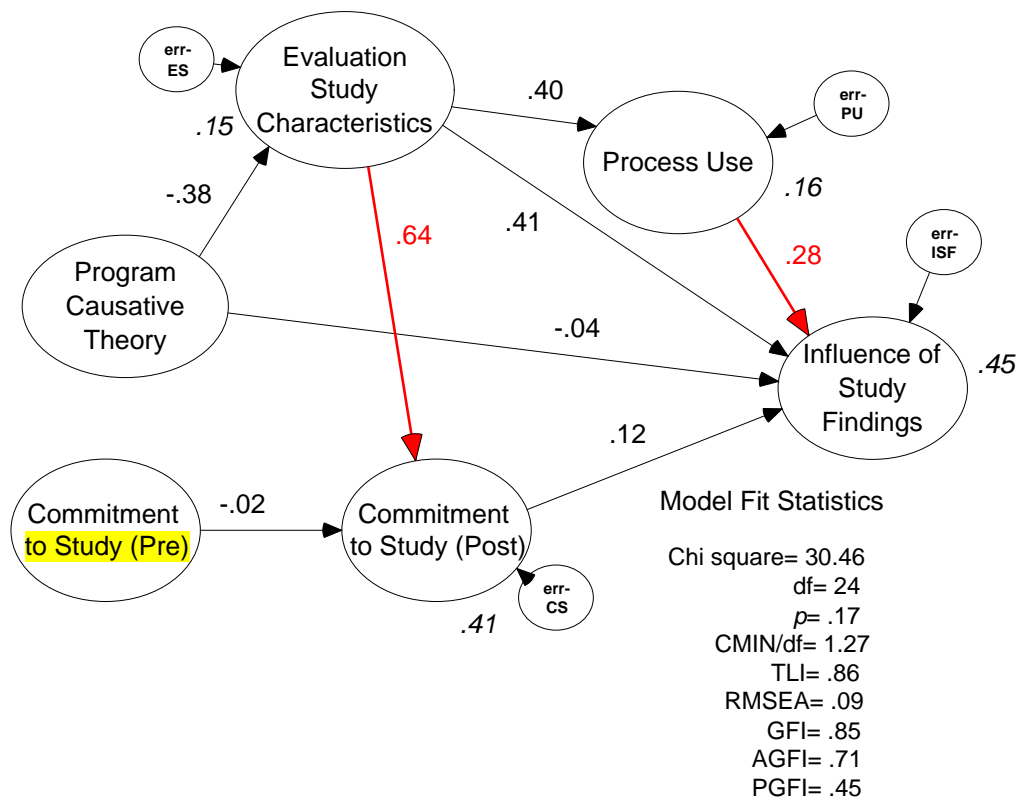 err-
ES
Evaluation
Study
Characteristics
.15
.40
err-
PU
Process Use
.16
-.38
.64
.41
.28
err-
ISF
Program
Causative
Theory
-.04
Influence of
Study
Findings
.45
.12
Commitment
to Study (Pre)
-.02
Commitment
to Study (Post)
err-
CS
.41
Model Fit Statistics
Chi square= 30.46
df= 24
p= .17
CMIN/df= 1.27
TLI= .86
RMSEA= .09
GFI= .85
AGFI= .71
PGFI= .45